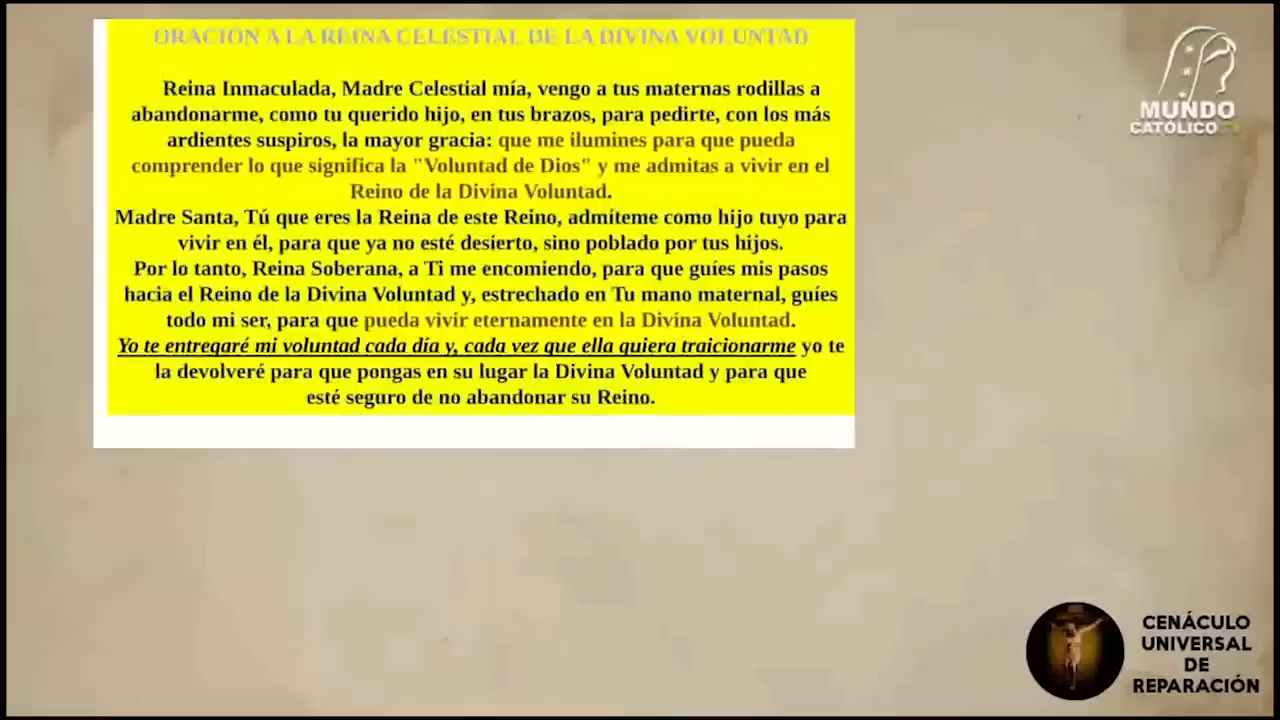 ORACIÓN A LA REINA CELESTIAL DE LA DIVINA VOLUNTAD
Reina Inmaculada, Madre Celestial mía, vengo a tus maternas rodillas a
abandonarme, como tu querido hijo, en tus brazos, para pedirte, con los más
ardientes suspiros, la mayor gracia: que me ilumines para que pueda
comprender lo que significa la "Voluntad de Dios" y me admitas a vivir en el
Reino de la Divina Voluntad.
Madre Santa, Tú que eres la Reina de este Reino, admíteme como hijo tuyo para
vivir en él, para que ya no esté desierto, sino poblado por tus hijos.
Por lo tanto, Reina Soberana, a Ti me encomiendo, para que guíes mis pasos
hacia el Reino de la Divina Voluntad y, estrechado en Tu mano maternal, guíes
todo mi ser, para que pueda vivir eternamente en la Divina Voluntad.
Yo te entregaré mi voluntad cada día y, cada vez que ella quiera traicionarme yo te
la devolveré para que pongas en su lugar la Divina Voluntad y para que
esté seguro de no abandonar su Reino.
MUNDO
CATÓLICO TV
CENÁCULO
UNIVERSAL
DE
REPARACIÓN